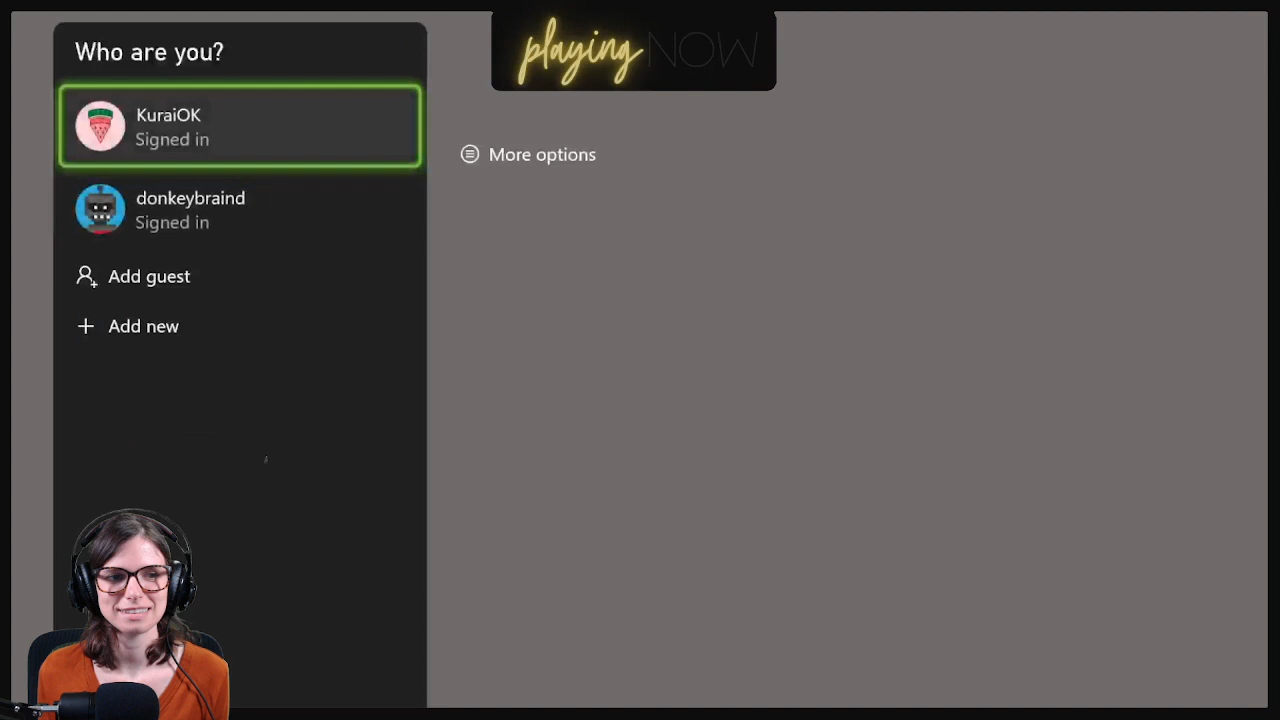 playing NOW
Who are you?
KuraiOK
Signed in
More options
donkeybraind
Signed in
Add guest
Add new